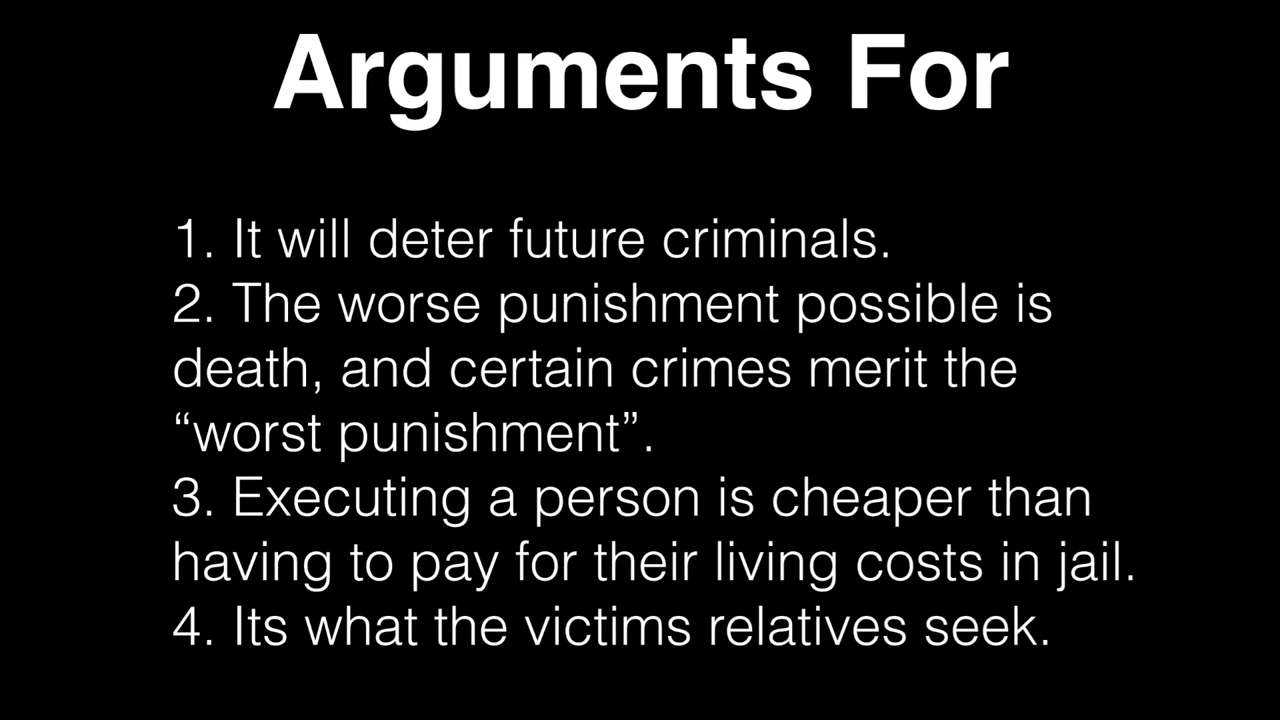 Arguments For
1. It will deter future criminals.
2. The worse punishment possible is
death, and certain crimes merit the
“worst punishment”.
3. Executing a person is cheaper than
having to pay for their living costs in jail.
4. Its what the victims relatives seek.